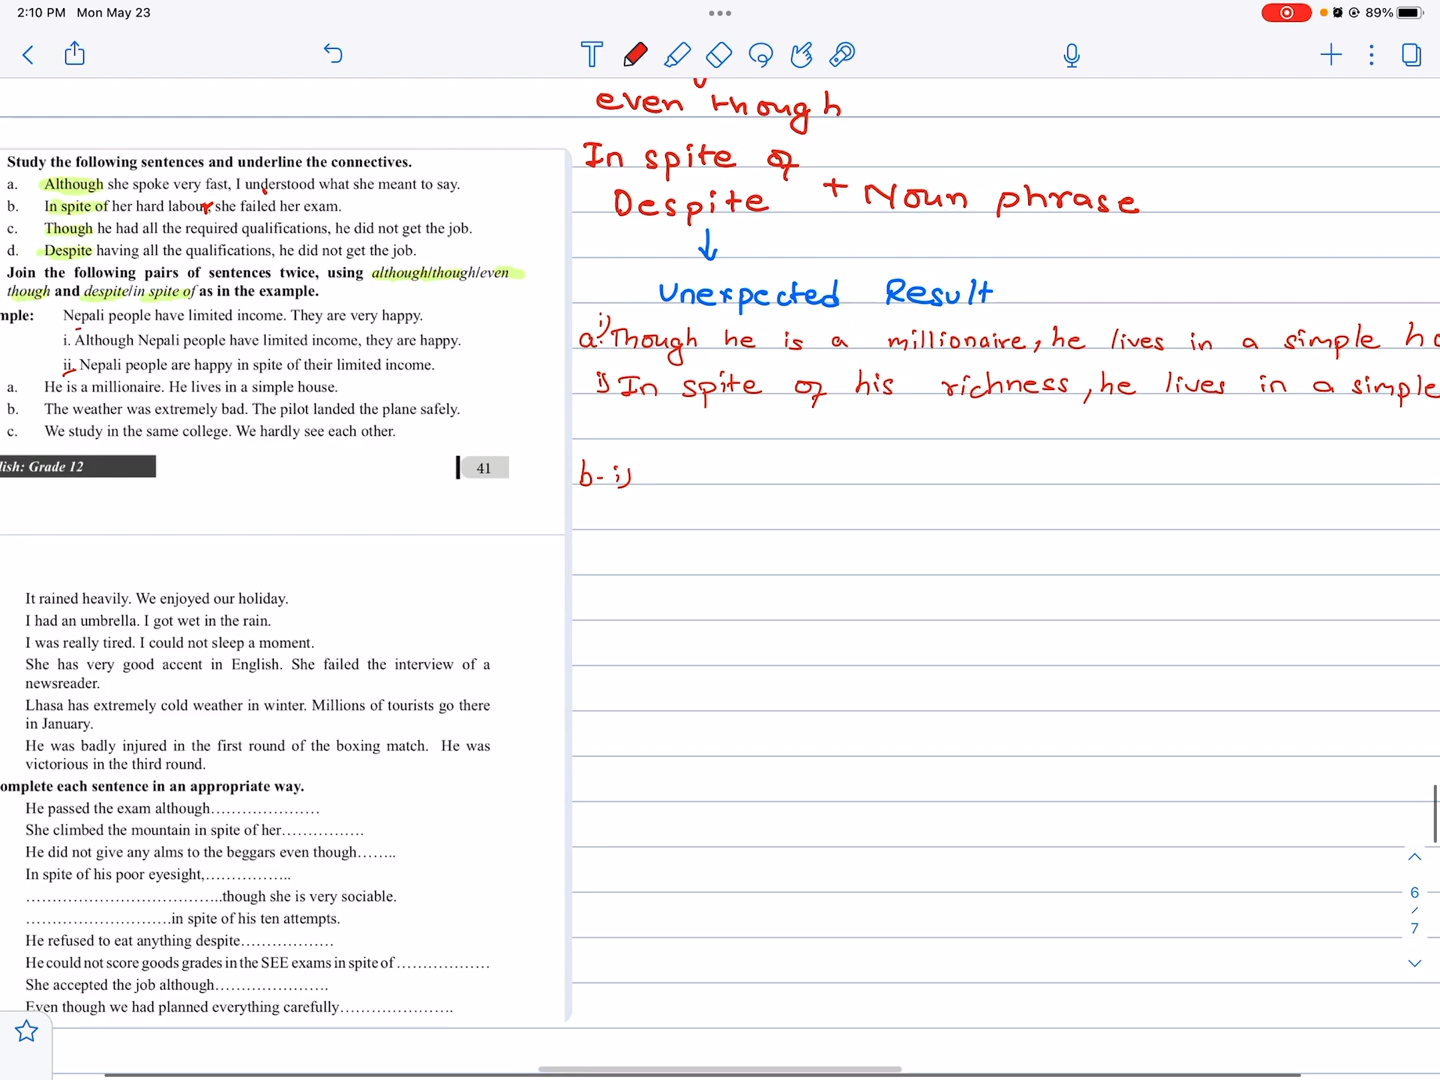 2:10 PM Mon May 23
89%
Study the following sentences and underline the connectives.
a. Although she spoke very fast, I understood what she meant to say.
b. In spite of her hard labour, she failed her exam.
c. Though he had all the required qualifications, he did not get the job.
d. Despite having all the qualifications, he did not get the job.
Join the following pairs of sentences twice, using although/though/even
though and despite/in spite of as in the example.
mple: Nepali people have limited income. They are very happy.
i. Although Nepali people have limited income, they are happy.
ii. Nepali people are happy in spite of their limited income.
a. He is a millionaire. He lives in a simple house.
b. The weather was extremely bad. The pilot landed the plane safely.
c. We study in the same college. We hardly see each other.
lish: Grade 12
41
It rained heavily. We enjoyed our holiday.
I had an umbrella. I got wet in the rain.
I was really tired. I could not sleep a moment.
She has very good accent in English. She failed the interview of a
newsreader.
Lhasa has extremely cold weather in winter. Millions of tourists go there
in January.
He was badly injured in the first round of the boxing match. He was
victorious in the third round.
omplete each sentence in an appropriate way.
He passed the exam although………………….
She climbed the mountain in spite of her…………….
He did not give any alms to the beggars even though……..
In spite of his poor eyesight,……………..
………………………………..though she is very sociable.
……………………….in spite of his ten attempts.
He refused to eat anything despite………………
He could not score goods grades in the SEE exams in spite of ………………
She accepted the job although………………….
Even though we had planned everything carefully………………….
even though
In spite of
Despite + Noun phrase
↓
Unexpected Result
a. i) Though he is a millionaire, he lives in a simple ho
ii) In spite of his richness, he lives in a simple
b- i)
6
/
7